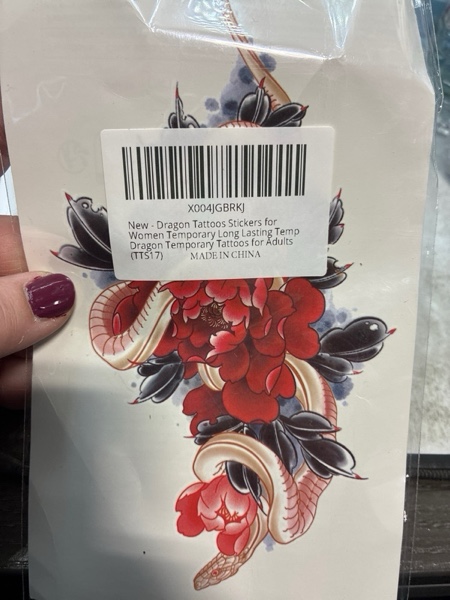 X004JGBRKJ
New - Dragon Tattoos Stickers for
Women Temporary Long Lasting Temp
Dragon Temporary Tattoos for Adults
(TTS17) MADE IN CHINA